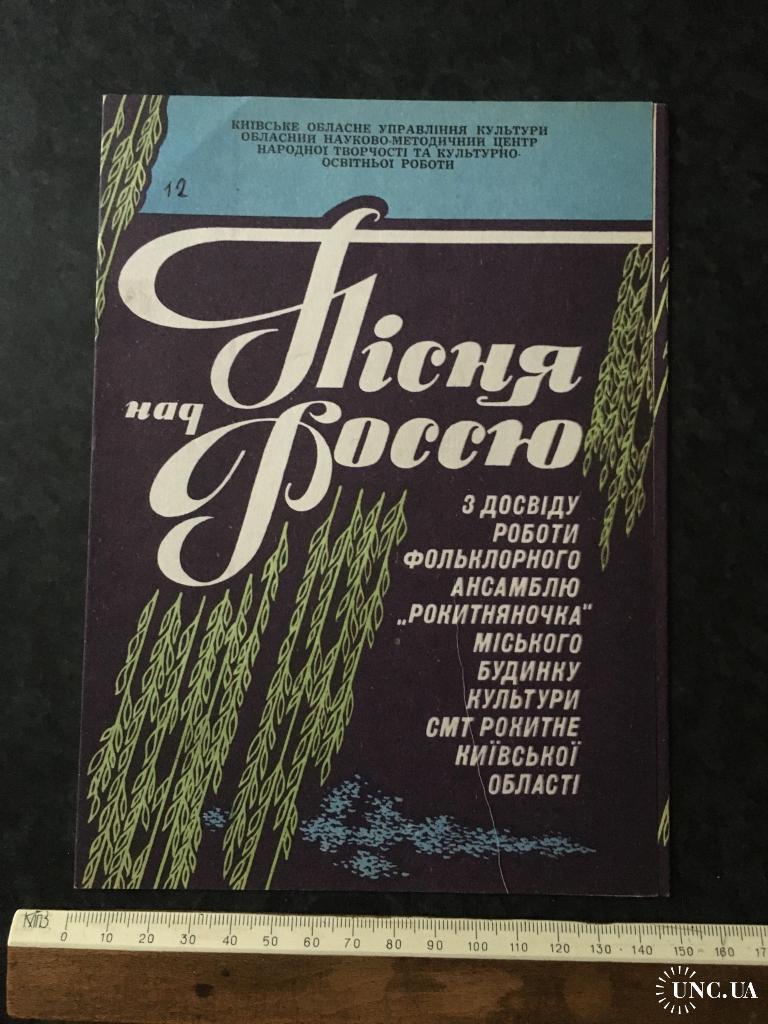 КИЇВСЬКЕ ОБЛАСНЕ УПРАВЛІННЯ КУЛЬТУРИ
ОБЛАСНИЙ НАУКОВО-МЕТОДИЧНИЙ ЦЕНТР
НАРОДНОЇ ТВОРЧОСТІ ТА КУЛЬТУРНО-
ОСВІТНЬОЇ РОБОТИ
12
Пісня
над
Россю
З ДОСВІДУ
РОБОТИ
ФОЛЬКЛОРНОГО
АНСАМБЛЮ
„РОКИТНЯНОЧКА"
МІСЬКОГО
БУДИНКУ
КУЛЬТУРИ
СМТ РОКИТНЕ
КИЇВСЬКОЇ
ОБЛАСТІ
0 10 20 30 40 50 60 70 80 90 100 110 120 130 140 150 160 17
UNC.UA